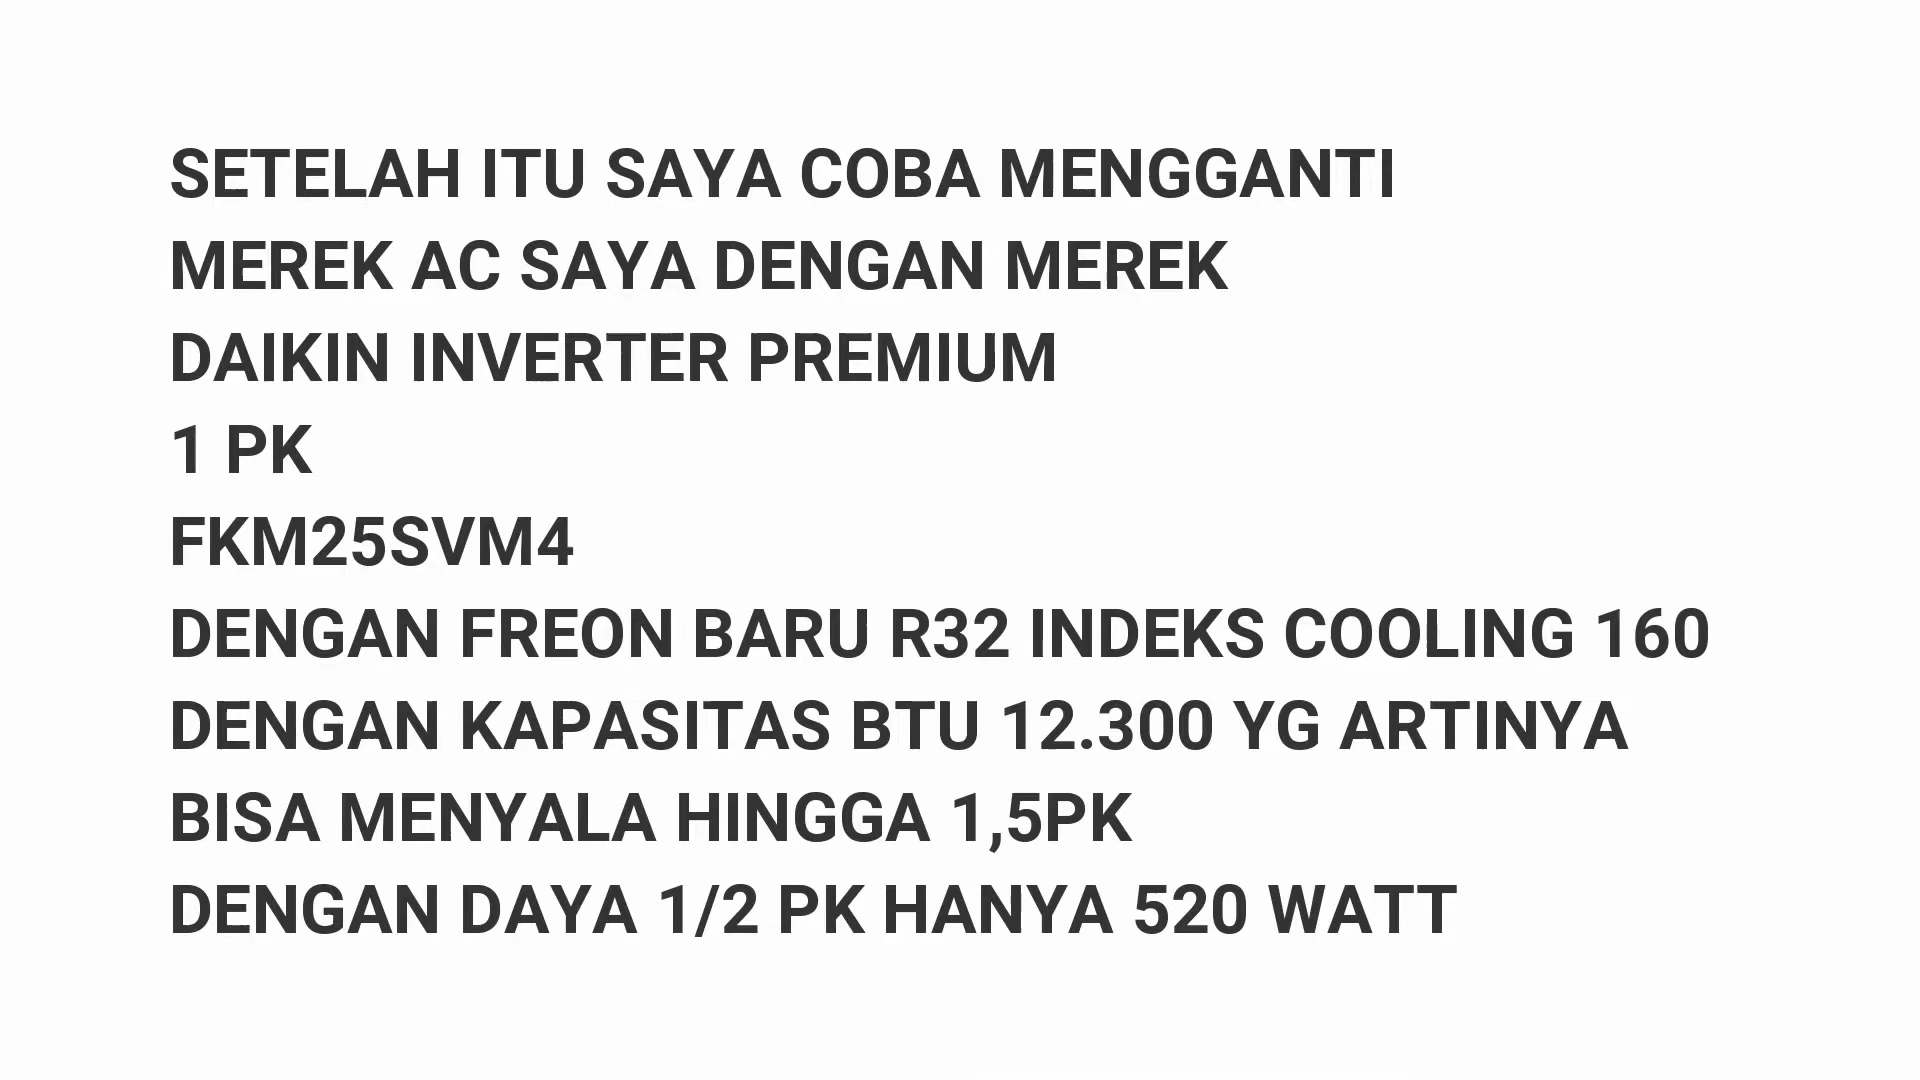 SETELAH ITU SAYA COBA MENGGANTI
MEREK AC SAYA DENGAN MEREK
DAIKIN INVERTER PREMIUM
1 PK
FKM25SVM4
DENGAN FREON BARU R32 INDEKS COOLING 160
DENGAN KAPASITAS BTU 12.300 YG ARTINYA
BISA MENYALA HINGGA 1,5PK
DENGAN DAYA 1/2 PK HANYA 520 WATT